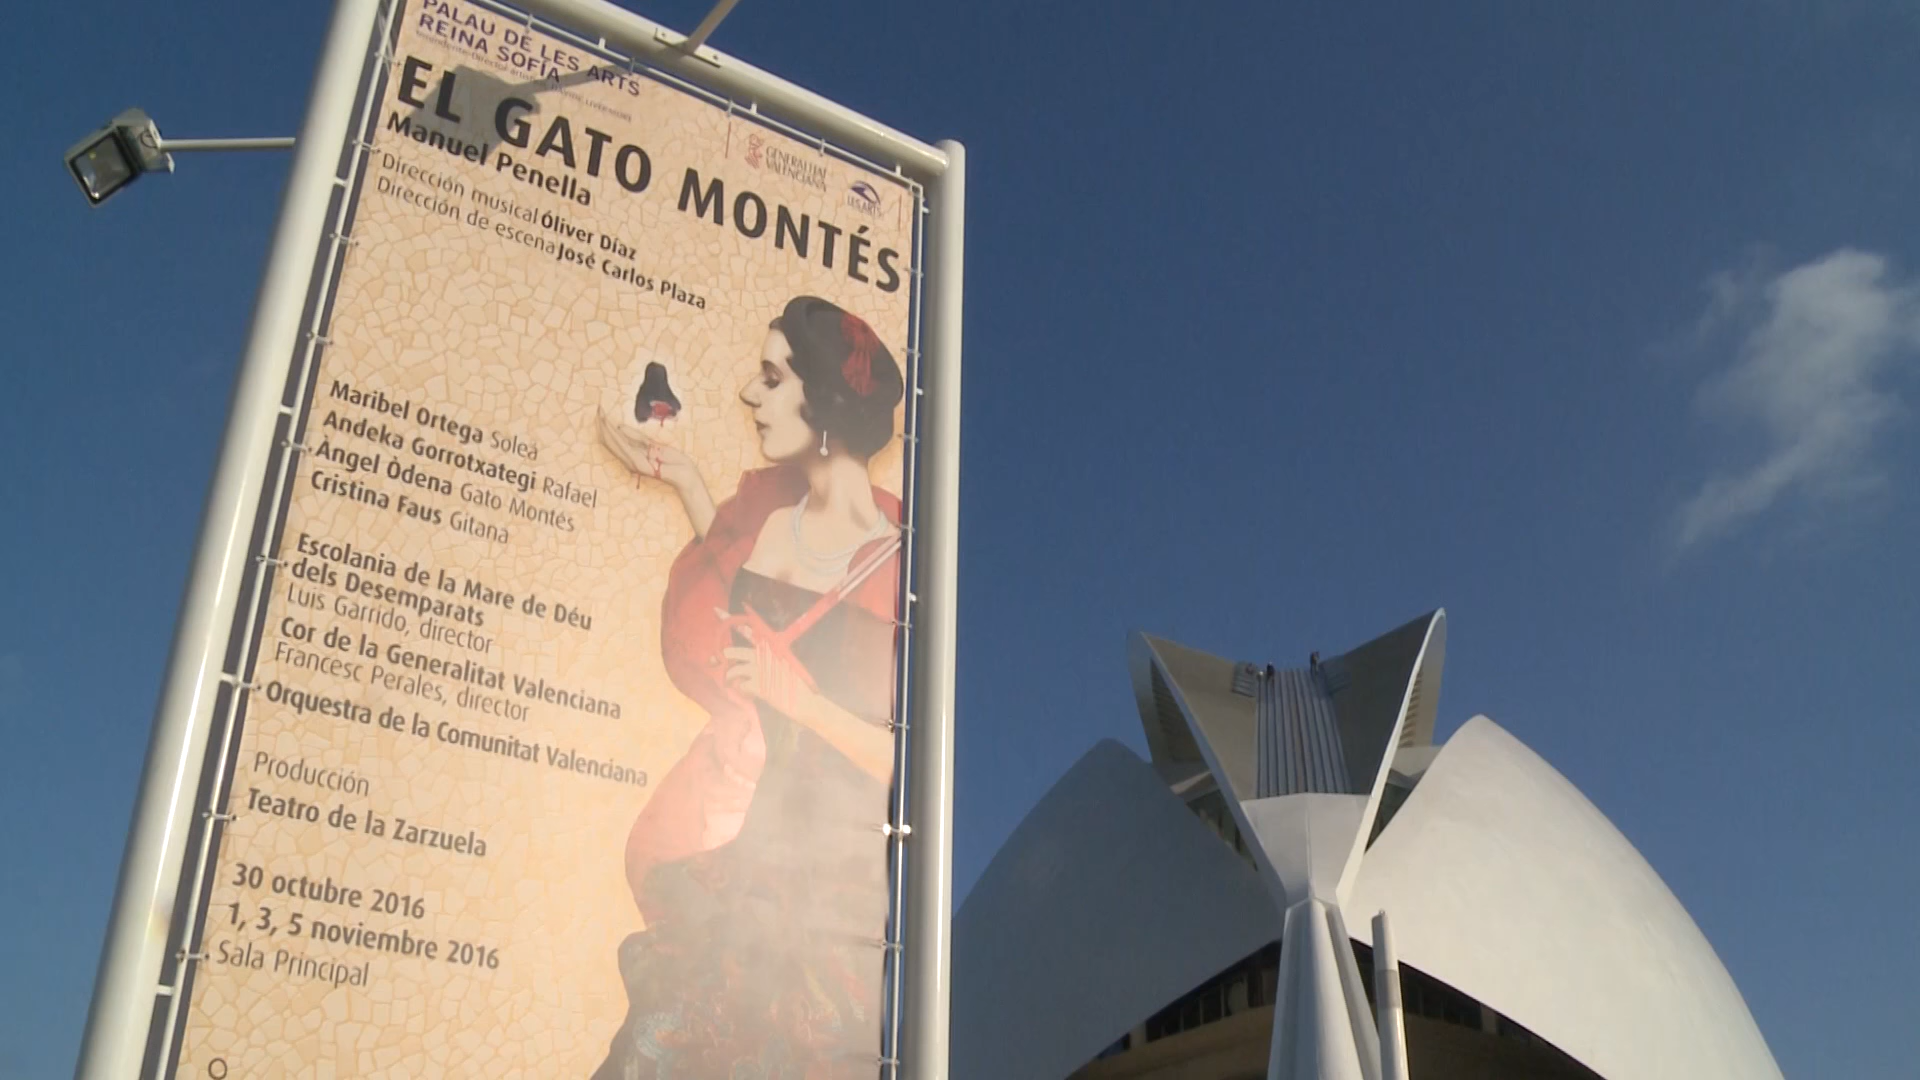 PALAU DE LES ARTS
REINA SOFÍA
EL GATO MONTÉS
Manuel Penella
Dirección musical Óliver Díaz
Dirección de escena José Carlos Plaza
GENERALITAT
VALENCIANA
LES ARTS
Maribel Ortega Soleá
Andeka Gorrotxategi Rafael
Àngel Òdena Gato Montés
Cristina Faus Gitana
Escolania de la Mare de Déu
dels Desemparats
Luis Garrido, director
Cor de la Generalitat Valenciana
Francesc Perales, director
Orquestra de la Comunitat Valenciana
Producción
Teatro de la Zarzuela
30 octubre 2016
1, 3, 5 noviembre 2016
Sala Principal